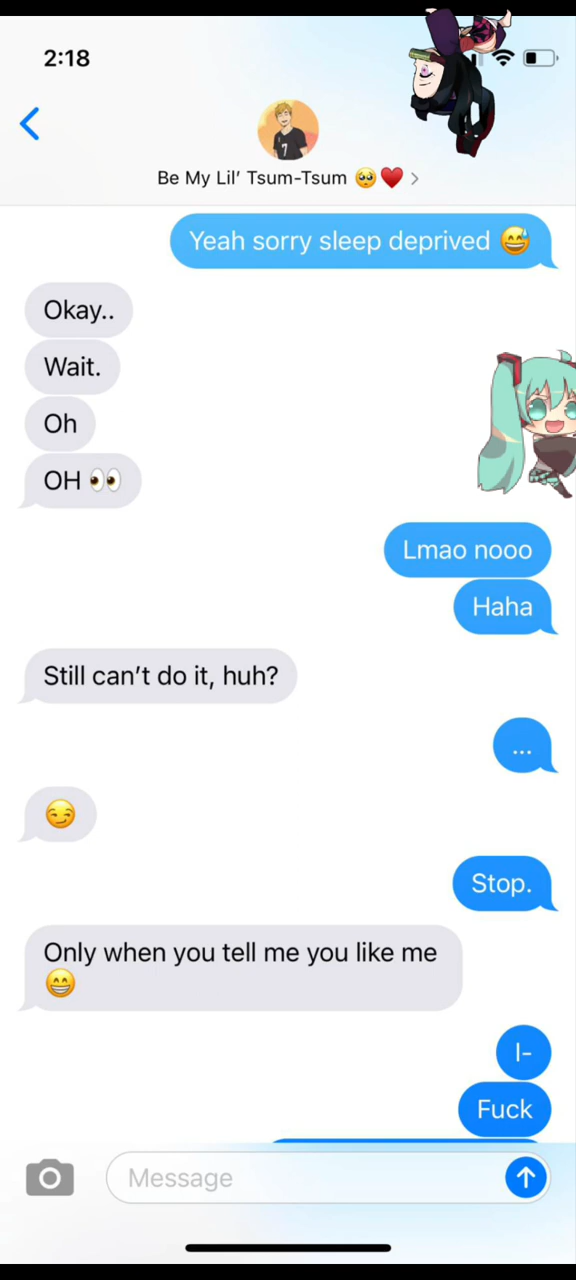 2:18
Be My Lil' Tsum-Tsum 🥺♥️ >
Yeah sorry sleep deprived 😅
Okay..
Wait.
Oh
OH 👀
Lmao nooo
Haha
Still can't do it, huh?
...
😏
Stop.
Only when you tell me you like me
😁
I-
Fuck
Message